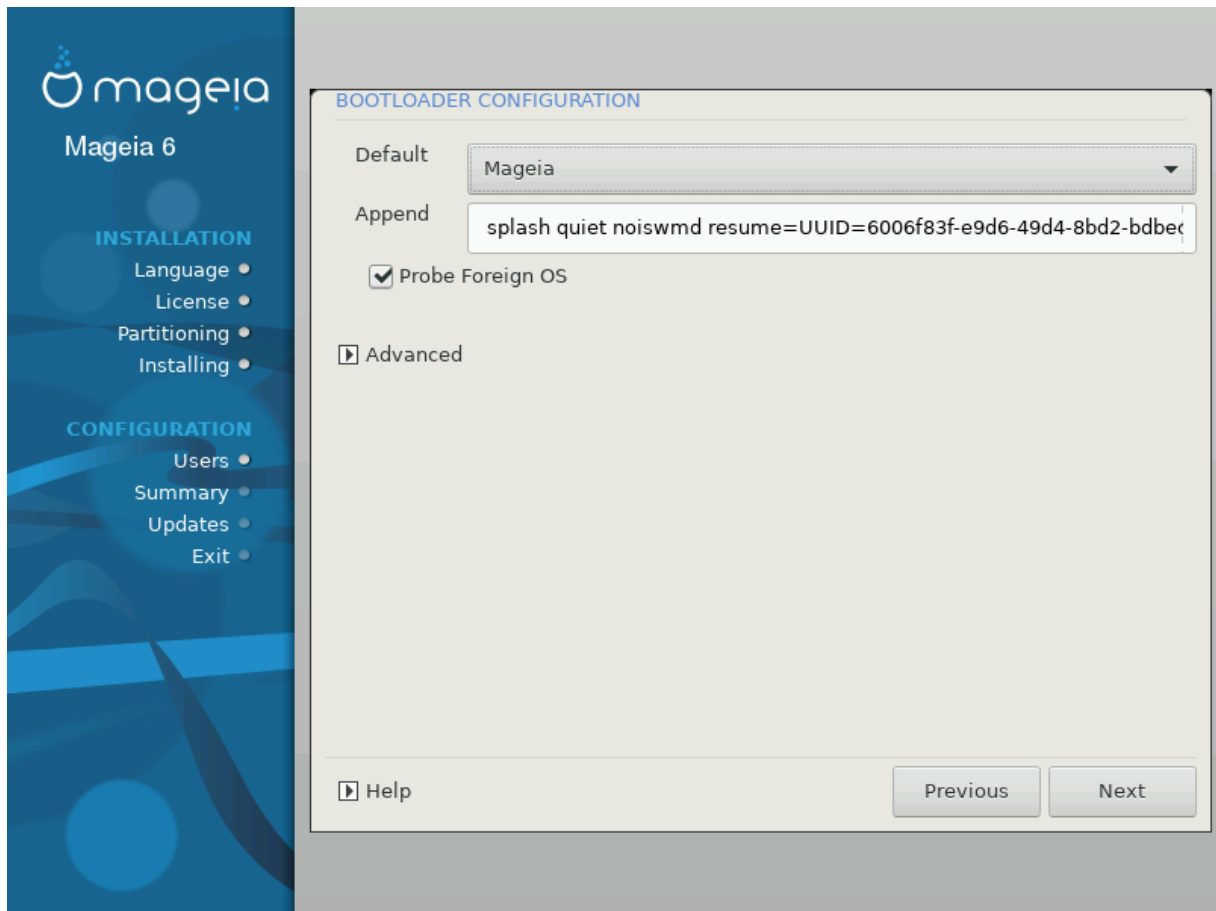 mageia
Mageia 6
INSTALLATION
Language
License
Partitioning
Installing
CONFIGURATION
Users
Summary
Updates
Exit
BOOTLOADER CONFIGURATION
Default
Mageia
Append
splash quiet noiswmd resume=UUID=6006f83f-e9d6-49d4-8bd2-bdbec
Probe Foreign OS
Advanced
Help
Previous
Next